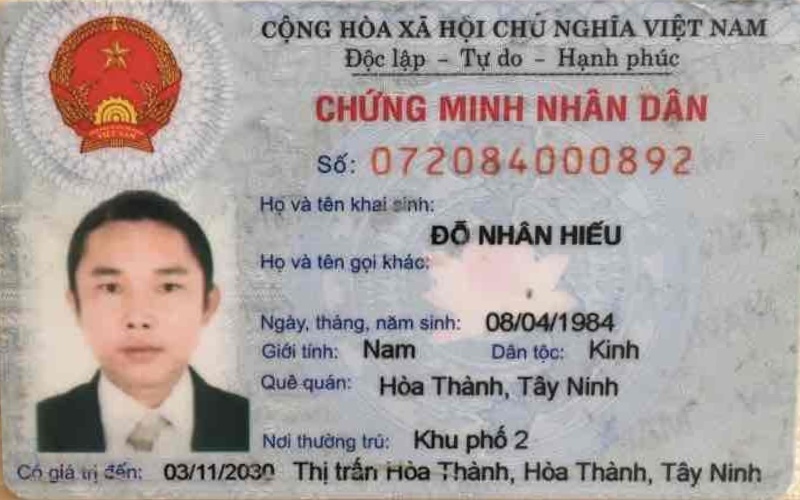 CỘNG HÒA XÃ HỘI CHỦ NGHĨA VIỆT NAM
Độc lập - Tự do - Hạnh phúc
CHỨNG MINH NHÂN DÂN
Số: 072084000892
Họ và tên khai sinh:
ĐỖ NHÂN HIẾU
Họ và tên gọi khác:
Ngày, tháng, năm sinh: 08/04/1984
Giới tính: Nam Dân tộc: Kinh
Quê quán: Hòa Thành, Tây Ninh
Nơi thường trú: Khu phố 2
Có giá trị đến: 03/11/2030 Thị trấn Hòa Thành, Hòa Thành, Tây Ninh